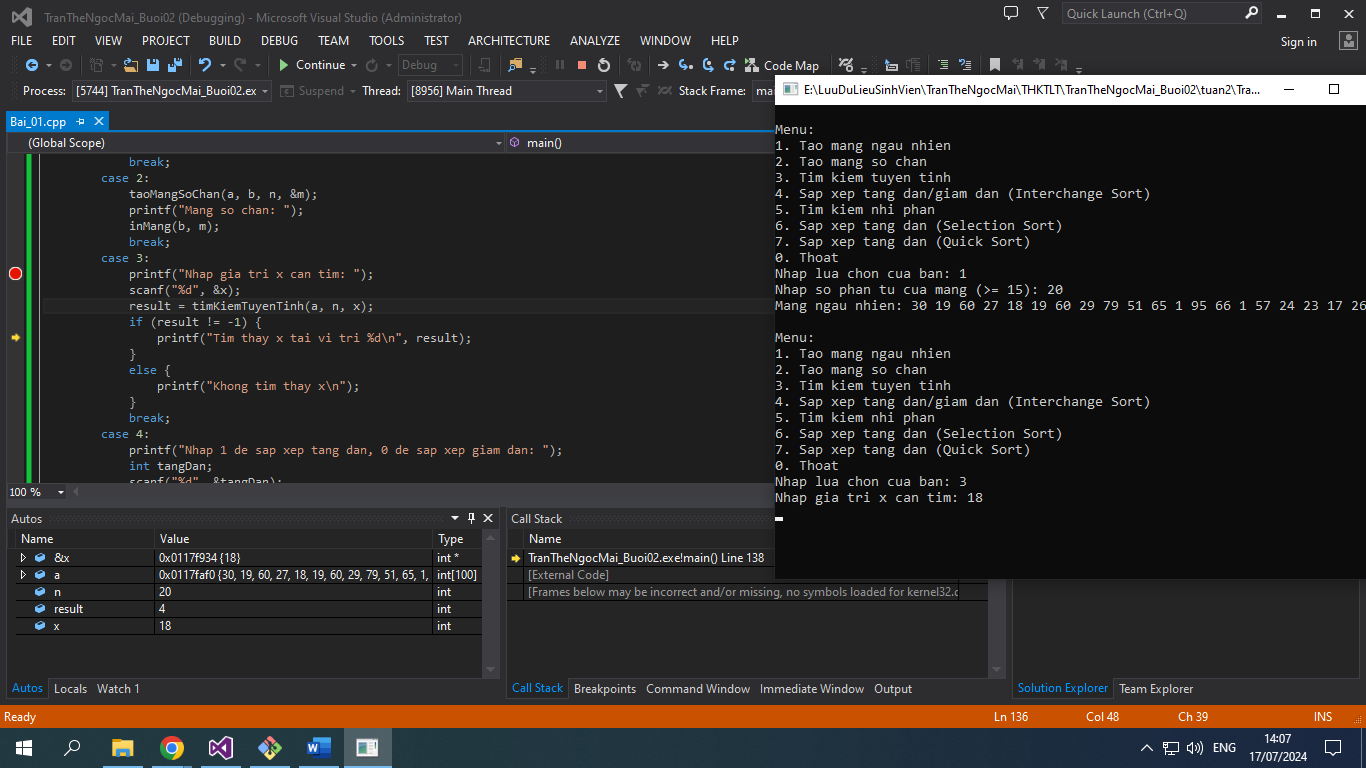 TranTheNgocMai_Buoi02 (Debugging) - Microsoft Visual Studio (Administrator)
Quick Launch (Ctrl+Q)
FILE EDIT VIEW PROJECT BUILD DEBUG TEAM TOOLS TEST ARCHITECTURE ANALYZE WINDOW HELP
Sign in
Continue Debug Code Map
Process: [5744] TranTheNgocMai_Buoi02.ex Suspend Thread: [8956] Main Thread Stack Frame:
Bai_01.cpp
(Global Scope) main()
break;
case 2:
taoMangSoChan(a, b, n, &m);
printf("Mang so chan: ");
inMang(b, m);
break;
case 3:
printf("Nhap gia tri x can tim: ");
scanf("%d", &x);
result = timKiemTuyenTinh(a, n, x);
if (result != -1) {
printf("Tim thay x tai vi tri %d\n", result);
}
else {
printf("Khong tim thay x\n");
}
break;
case 4:
printf("Nhap 1 de sap xep tang dan, 0 de sap xep giam dan: ");
int tangDan;
scanf("%d", &tangDan);
100 %
E:\LuuDuLieuSinhVien\TranTheNgocMai\THKTLT\TranTheNgocMai_Buoi02\tuan2\Tra...
Menu:
1. Tao mang ngau nhien
2. Tao mang so chan
3. Tim kiem tuyen tinh
4. Sap xep tang dan/giam dan (Interchange Sort)
5. Tim kiem nhi phan
6. Sap xep tang dan (Selection Sort)
7. Sap xep tang dan (Quick Sort)
0. Thoat
Nhap lua chon cua ban: 1
Nhap so phan tu cua mang (>= 15): 20
Mang ngau nhien: 30 19 60 27 18 19 60 29 79 51 65 1 95 66 1 57 24 23 17 26
Menu:
1. Tao mang ngau nhien
2. Tao mang so chan
3. Tim kiem tuyen tinh
4. Sap xep tang dan/giam dan (Interchange Sort)
5. Tim kiem nhi phan
6. Sap xep tang dan (Selection Sort)
7. Sap xep tang dan (Quick Sort)
0. Thoat
Nhap lua chon cua ban: 3
Nhap gia tri x can tim: 18
Autos
Name Value Type
&x 0x0117f934 {18} int *
a 0x0117faf0 {30, 19, 60, 27, 18, 19, 60, 29, 79, 51, 65, 1, int[100]
n 20 int
result 4 int
x 18 int
Autos Locals Watch 1
Call Stack
Name
TranTheNgocMai_Buoi02.exe!main() Line 138
[External Code]
[Frames below may be incorrect and/or missing, no symbols loaded for kernel32.d
Call Stack Breakpoints Command Window Immediate Window Output
Solution Explorer Team Explorer
Ready Ln 136 Col 48 Ch 39 INS
ENG
14:07
17/07/2024